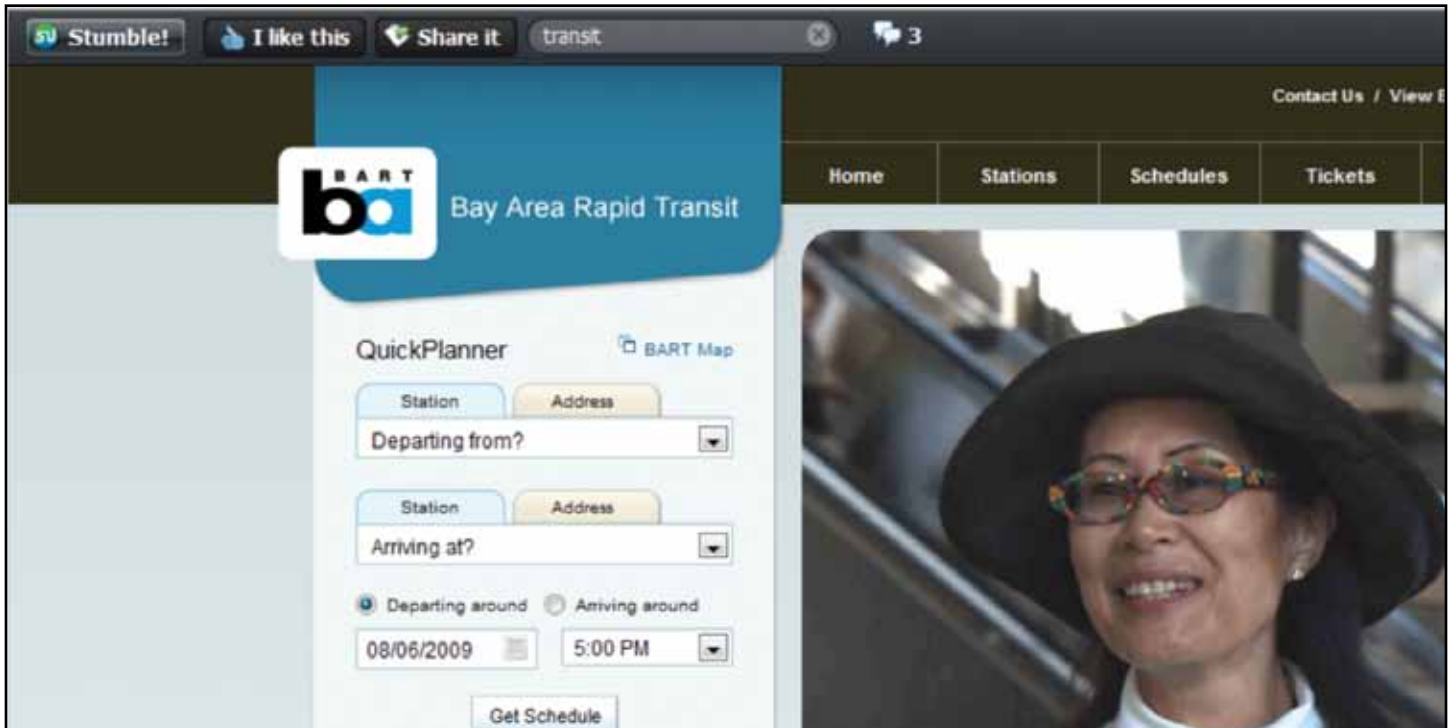 Stumble! I like this Share it transit 3
Contact Us / View
BART
ba
Bay Area Rapid Transit
Home Stations Schedules Tickets
QuickPlanner BART Map
Station Address
Departing from?
Station Address
Arriving at?
Departing around Arriving around
08/06/2009 5:00 PM
Get Schedule